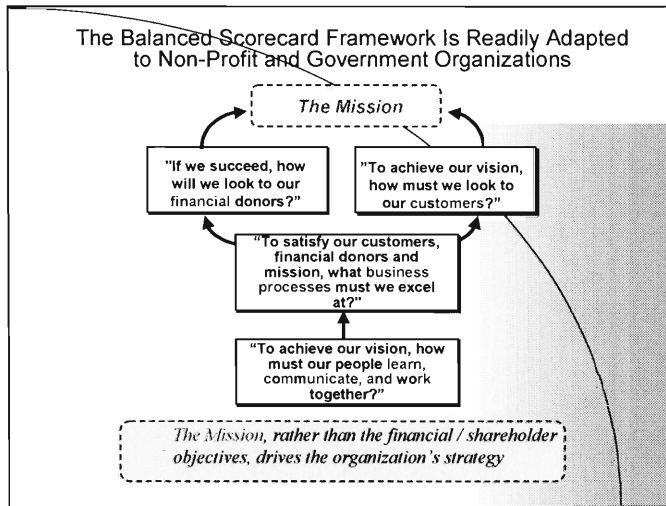 The Balanced Scorecard Framework Is Readily Adapted
to Non-Profit and Government Organizations
The Mission
"If we succeed, how
will we look to our
financial donors?"
"To achieve our vision,
how must we look to
our customers?"
"To satisfy our customers,
financial donors and
mission, what business
processes must we excel
at?"
"To achieve our vision, how
must our people learn,
communicate, and work
together?"
The Mission, rather than the financial / shareholder
objectives, drives the organization's strategy